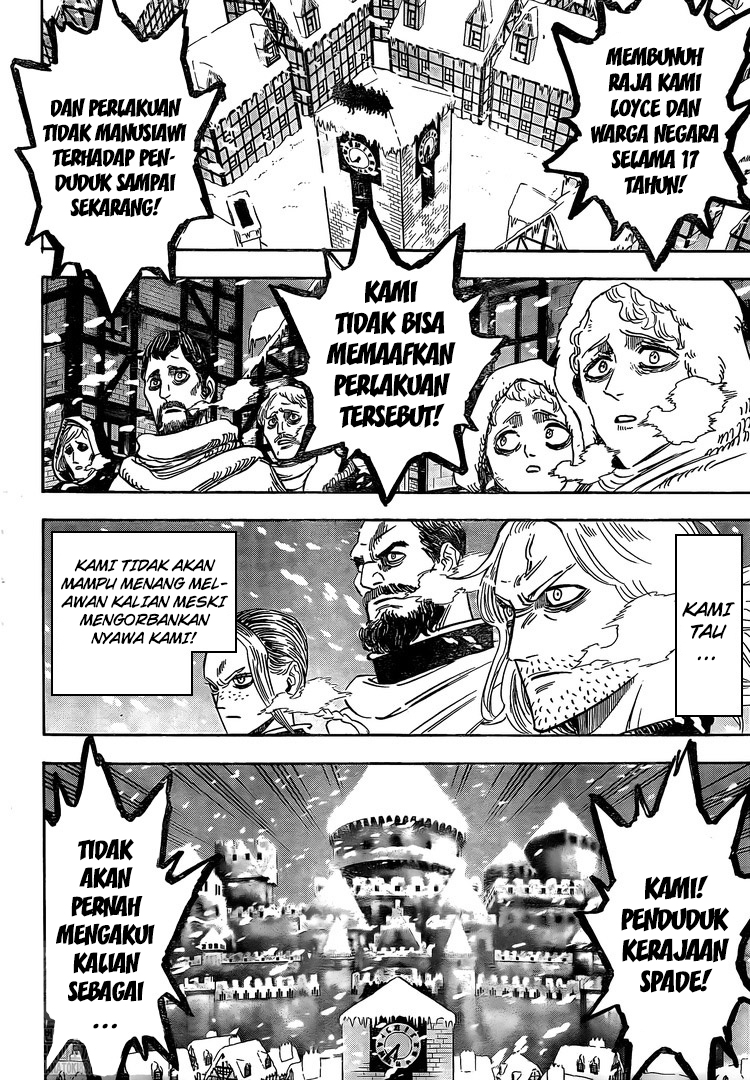 MEMBUNUH
RAJA KAMI
LOYCE DAN
WARGA NEGARA
SELAMA 17
TAHUN!
DAN PERLAKUAN
TIDAK MANUSIAWI
TERHADAP PEN-
DUDUK SAMPAI
SEKARANG!
KAMI
TIDAK BISA
MEMAAFKAN
PERLAKUAN
TERSEBUT!
KAMI
TAU
...
KAMI TIDAK AKAN
MAMPU MENANG MEL-
AWAN KALIAN MESKI
MENGORBANKAN
NYAWA KAMI!
KAMI!
PENDUDUK
KERAJAAN
SPADE!
TIDAK
AKAN
PERNAH
MENGAKUI
KALIAN
SEBAGAI
...